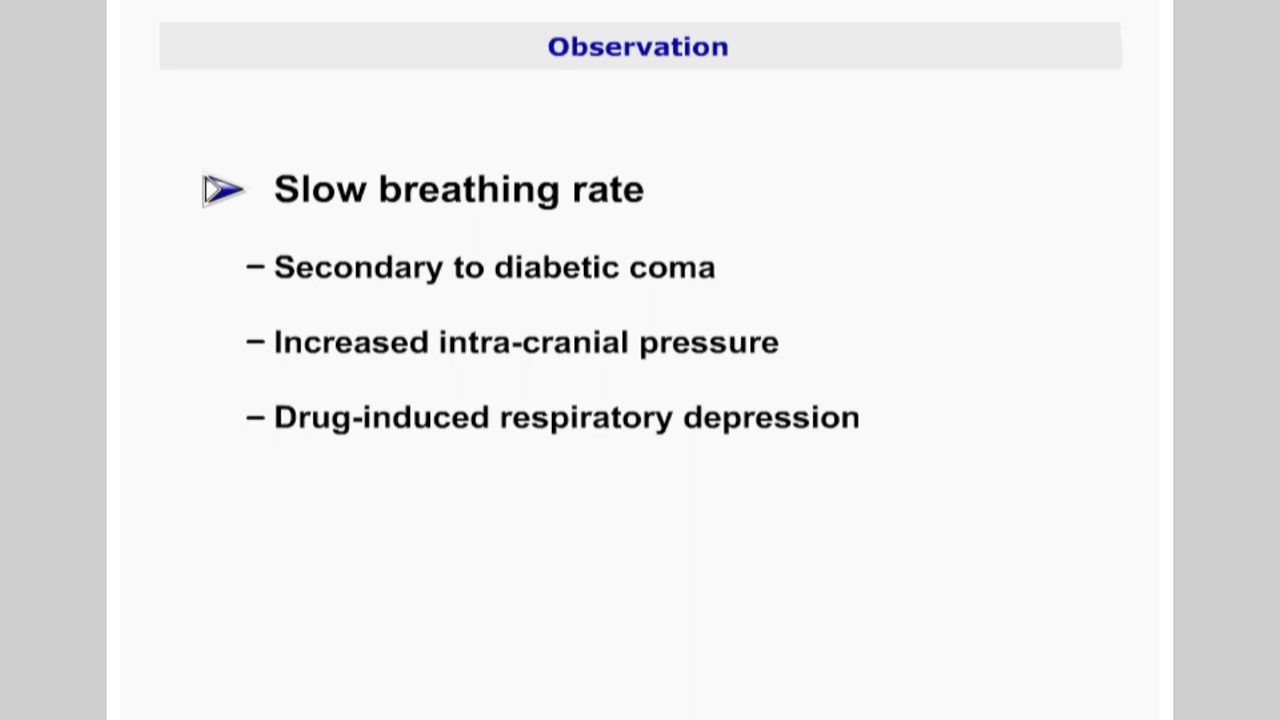 Observation
Slow breathing rate
– Secondary to diabetic coma
– Increased intra-cranial pressure
– Drug-induced respiratory depression